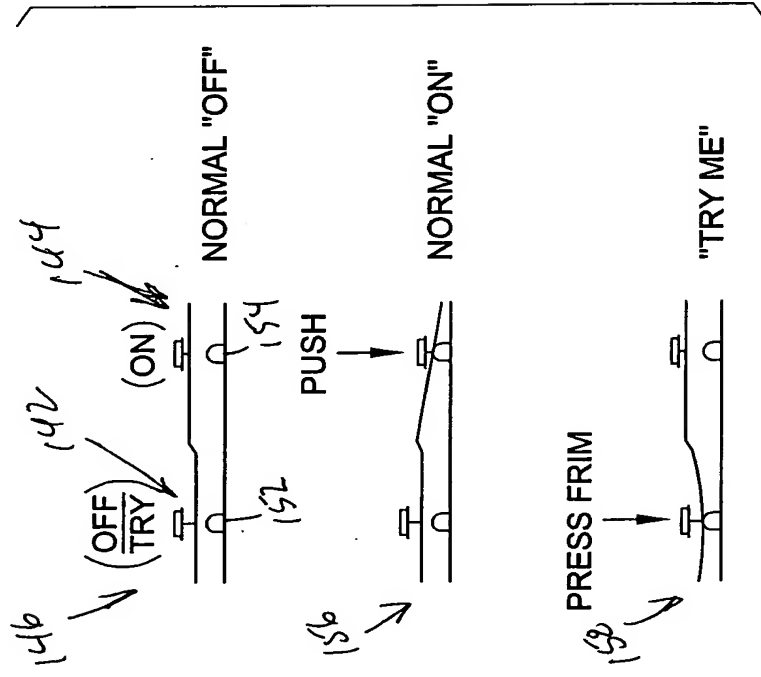 144
142
146
(ON)
(OFF
TRY)
NORMAL "OFF"
154
152
PUSH
NORMAL "ON"
156
PRESS FRIM
"TRY ME"
158